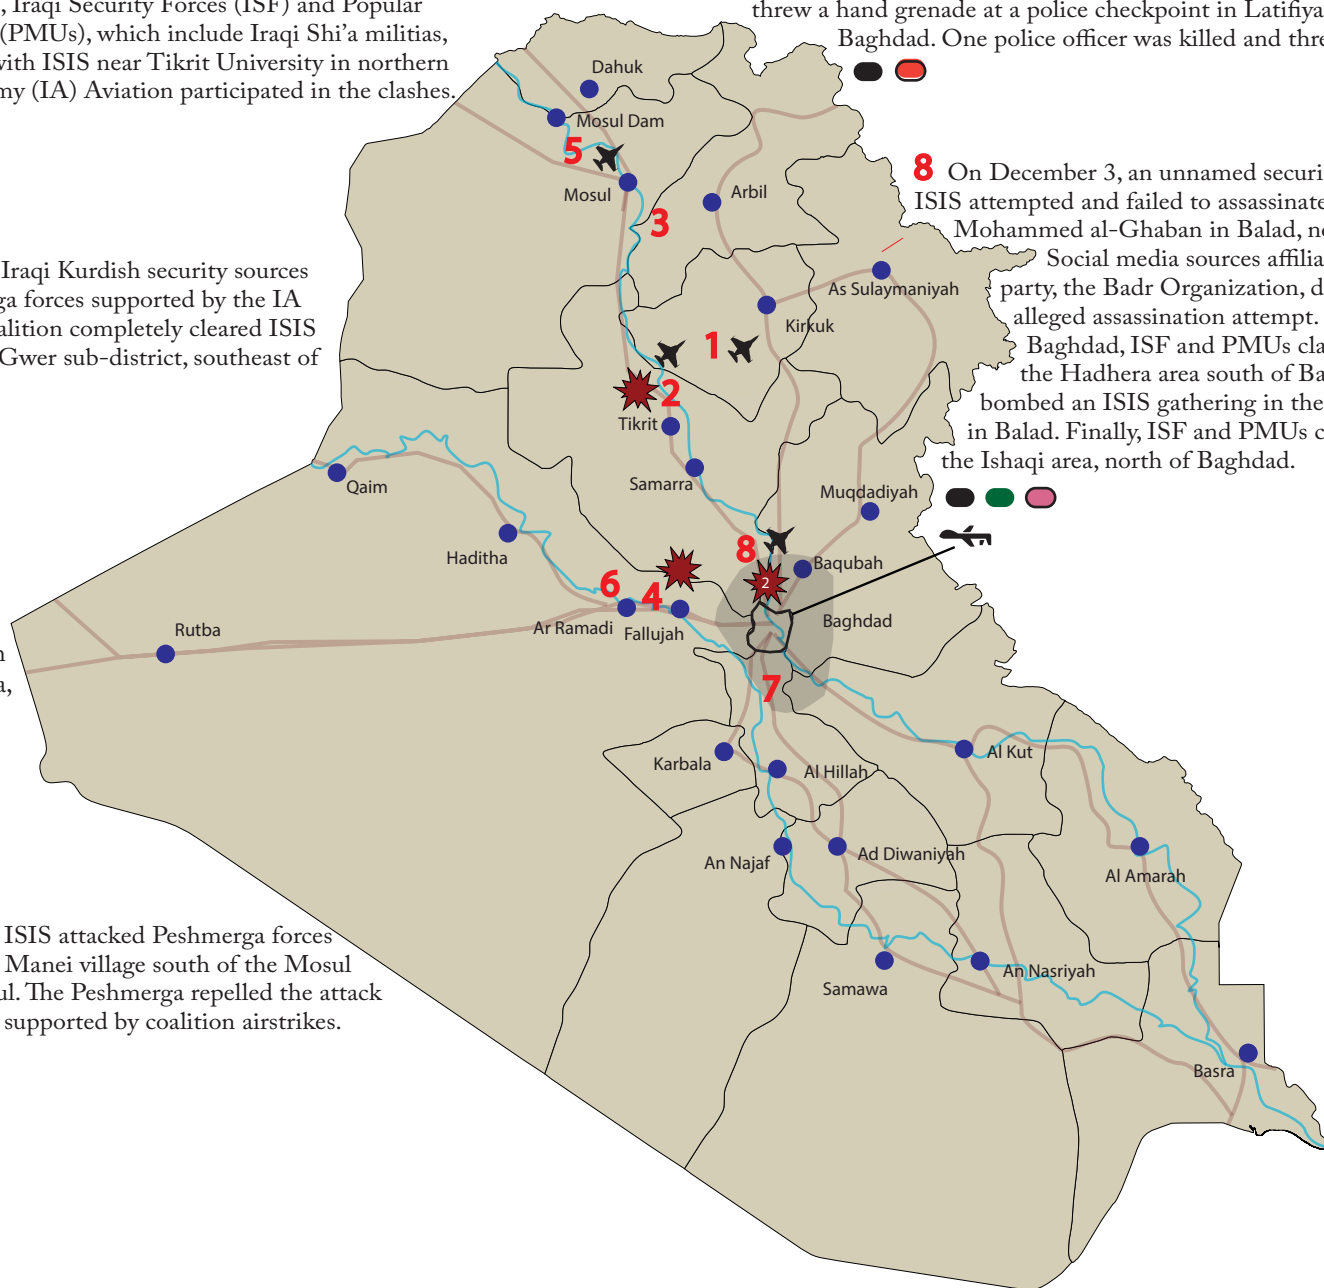 , Iraqi Security Forces (ISF) and Popular
(PMUs), which include Iraqi Shi'a militias,
with ISIS near Tikrit University in northern
my (IA) Aviation participated in the clashes.
threw a hand grenade at a police checkpoint in Latifiya
Baghdad. One police officer was killed and thre
8 On December 3, an unnamed securi
ISIS attempted and failed to assassinate
Mohammed al-Ghaban in Balad, no
Social media sources affilia
party, the Badr Organization, d
alleged assassination attempt.
Baghdad, ISF and PMUs cla
the Hadhera area south of Ba
bombed an ISIS gathering in the
in Balad. Finally, ISF and PMUs c
the Ishaqi area, north of Baghdad.
Iraqi Kurdish security sources
ga forces supported by the IA
alition completely cleared ISIS
Gwer sub-district, southeast of
n
a,
ISIS attacked Peshmerga forces
Manei village south of the Mosul
ul. The Peshmerga repelled the attack
supported by coalition airstrikes.
Dahuk
Mosul Dam
5
Mosul
Arbil
3
As Sulaymaniyah
Kirkuk
1
2
Tikrit
Samarra
Muqdadiyah
Qaim
Haditha
8
Baqubah
2
6
4
Ar Ramadi
Fallujah
Baghdad
Rutba
7
Karbala
Al Hillah
Al Kut
An Najaf
Ad Diwaniyah
Al Amarah
Samawa
An Nasriyah
Basra